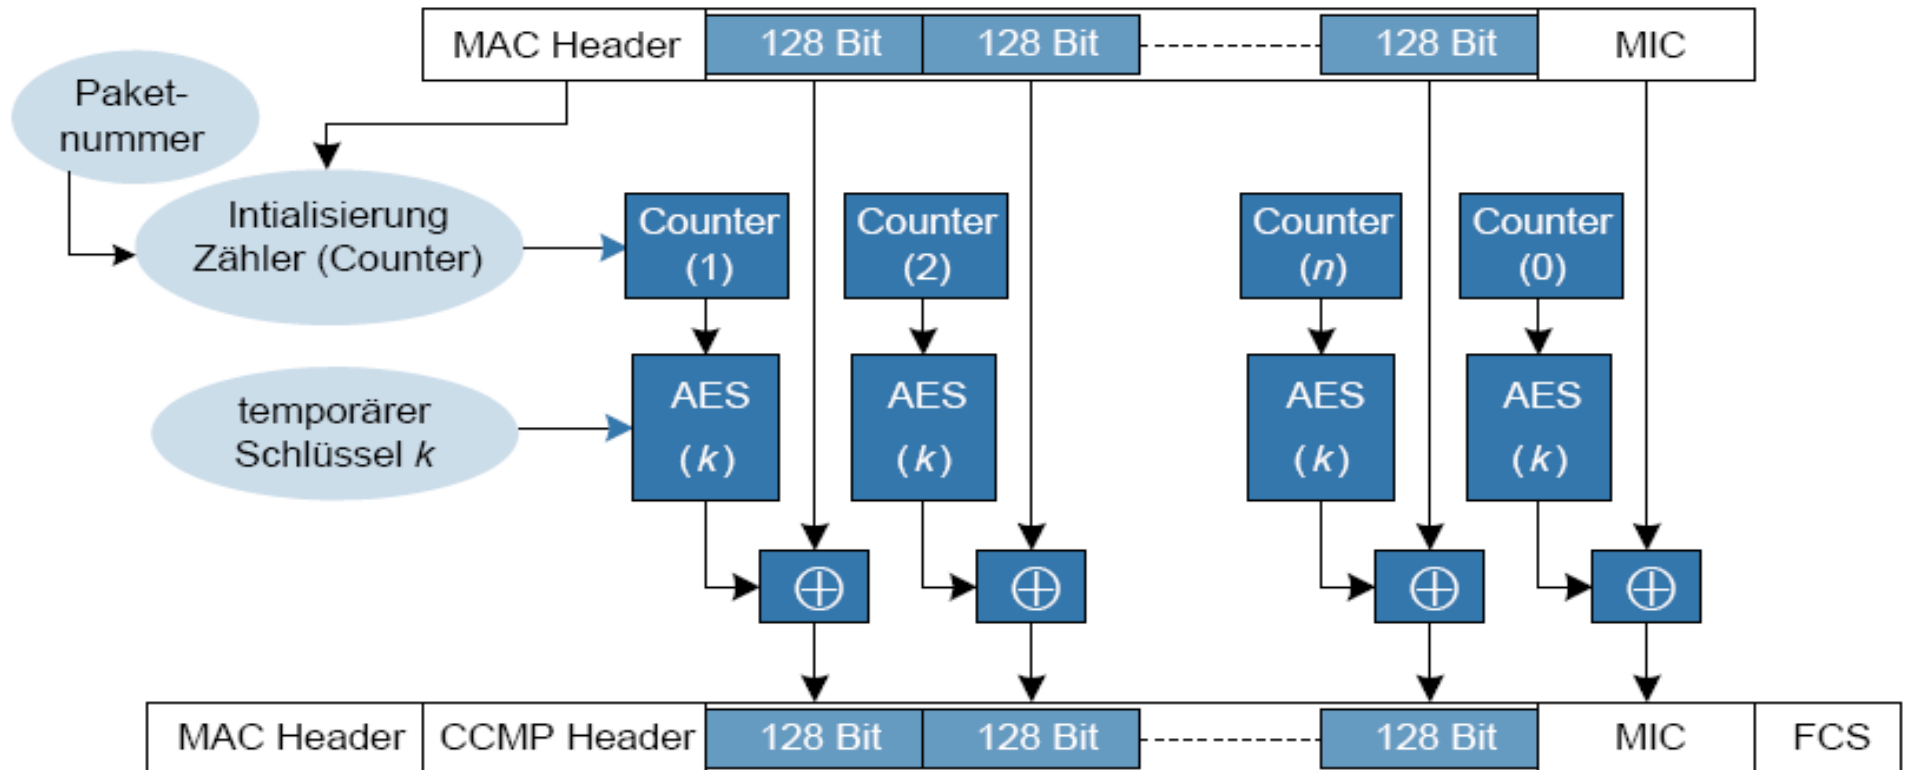 MAC Header 128 Bit 128 Bit 128 Bit MIC
Paket-
nummer
Intialisierung
Zähler (Counter)
Counter
(1)
Counter
(2)
Counter
(n)
Counter
(0)
temporärer
Schlüssel k
AES
(k)
AES
(k)
AES
(k)
AES
(k)
MAC Header CCMP Header 128 Bit 128 Bit 128 Bit MIC FCS